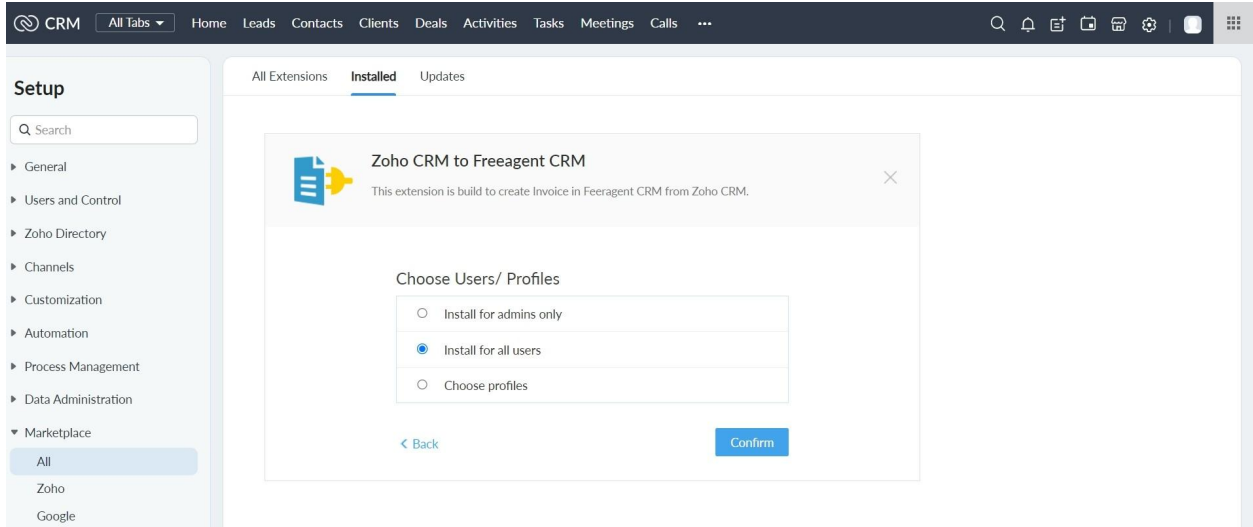 CRM All Tabs Home Leads Contacts Clients Deals Activities Tasks Meetings Calls ...
Setup
Search
General
Users and Control
Zoho Directory
Channels
Customization
Automation
Process Management
Data Administration
Marketplace
All
Zoho
Google
All Extensions Installed Updates
Zoho CRM to Freeagent CRM
This extension is build to create Invoice in Feeragent CRM from Zoho CRM.
Choose Users/ Profiles
Install for admins only
Install for all users
Choose profiles
Back Confirm